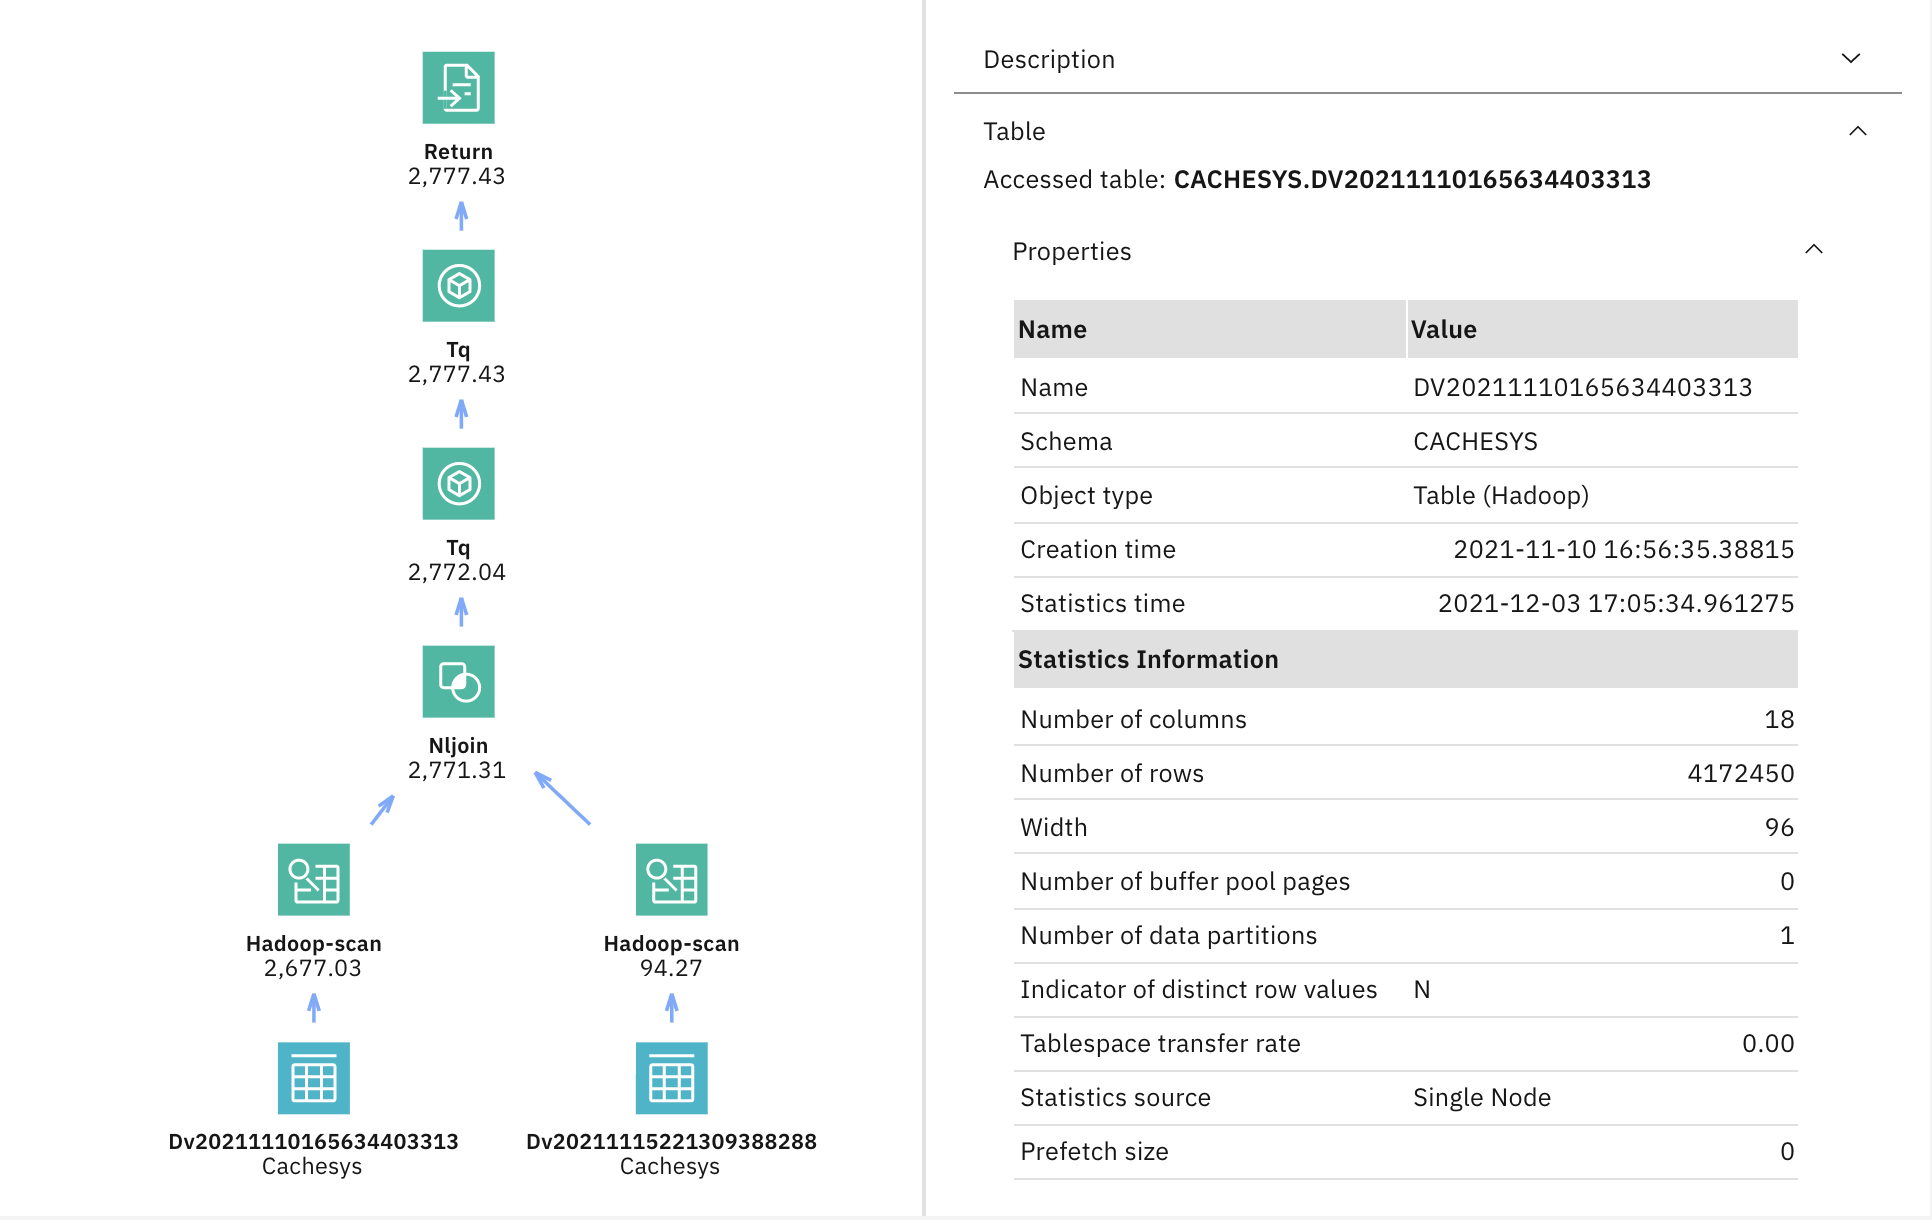 Return
2,777.43
Tq
2,777.43
Tq
2,772.04
Nljoin
2,771.31
Hadoop-scan
2,677.03
Hadoop-scan
94.27
Dv20211110165634403313
Cachesys
Dv20211115221309388288
Cachesys
Description
Table
Accessed table: CACHESYS.DV20211110165634403313
Properties
Name Value
Name DV20211110165634403313
Schema CACHESYS
Object type Table (Hadoop)
Creation time 2021-11-10 16:56:35.38815
Statistics time 2021-12-03 17:05:34.961275
Statistics Information
Number of columns 18
Number of rows 4172450
Width 96
Number of buffer pool pages 0
Number of data partitions 1
Indicator of distinct row values N
Tablespace transfer rate 0.00
Statistics source Single Node
Prefetch size 0